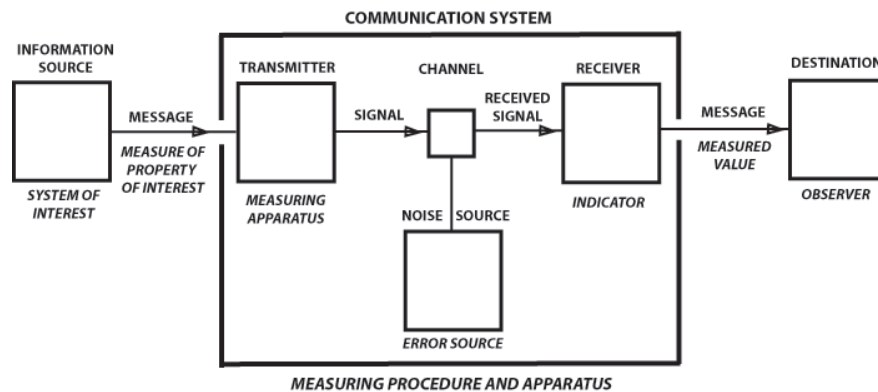 COMMUNICATION SYSTEM
INFORMATION
SOURCE
TRANSMITTER
CHANNEL
RECEIVER
DESTINATION
MESSAGE
SIGNAL
RECEIVED
SIGNAL
MESSAGE
MEASURE OF
PROPERTY
OF INTEREST
MEASURED
VALUE
SYSTEM OF
INTEREST
MEASURING
APPARATUS
NOISE SOURCE
INDICATOR
OBSERVER
ERROR SOURCE
MEASURING PROCEDURE AND APPARATUS